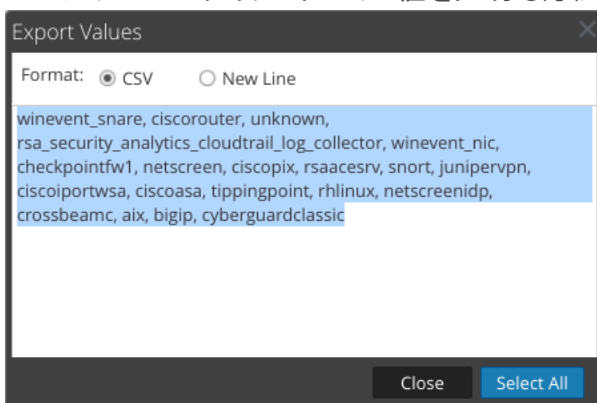 Export Values
Format: CSV New Line
winevent_snare, ciscorouter, unknown,
rsa_security_analytics_cloudtrail_log_collector, winevent_nic,
checkpointfw1, netscreen, ciscopix, rsaacesrv, snort, junipervpn,
ciscoiportwsa, ciscoasa, tippingpoint, rhlinux, netscreenidp,
crossbeamc, aix, bigip, cyberguardclassic
Close Select All